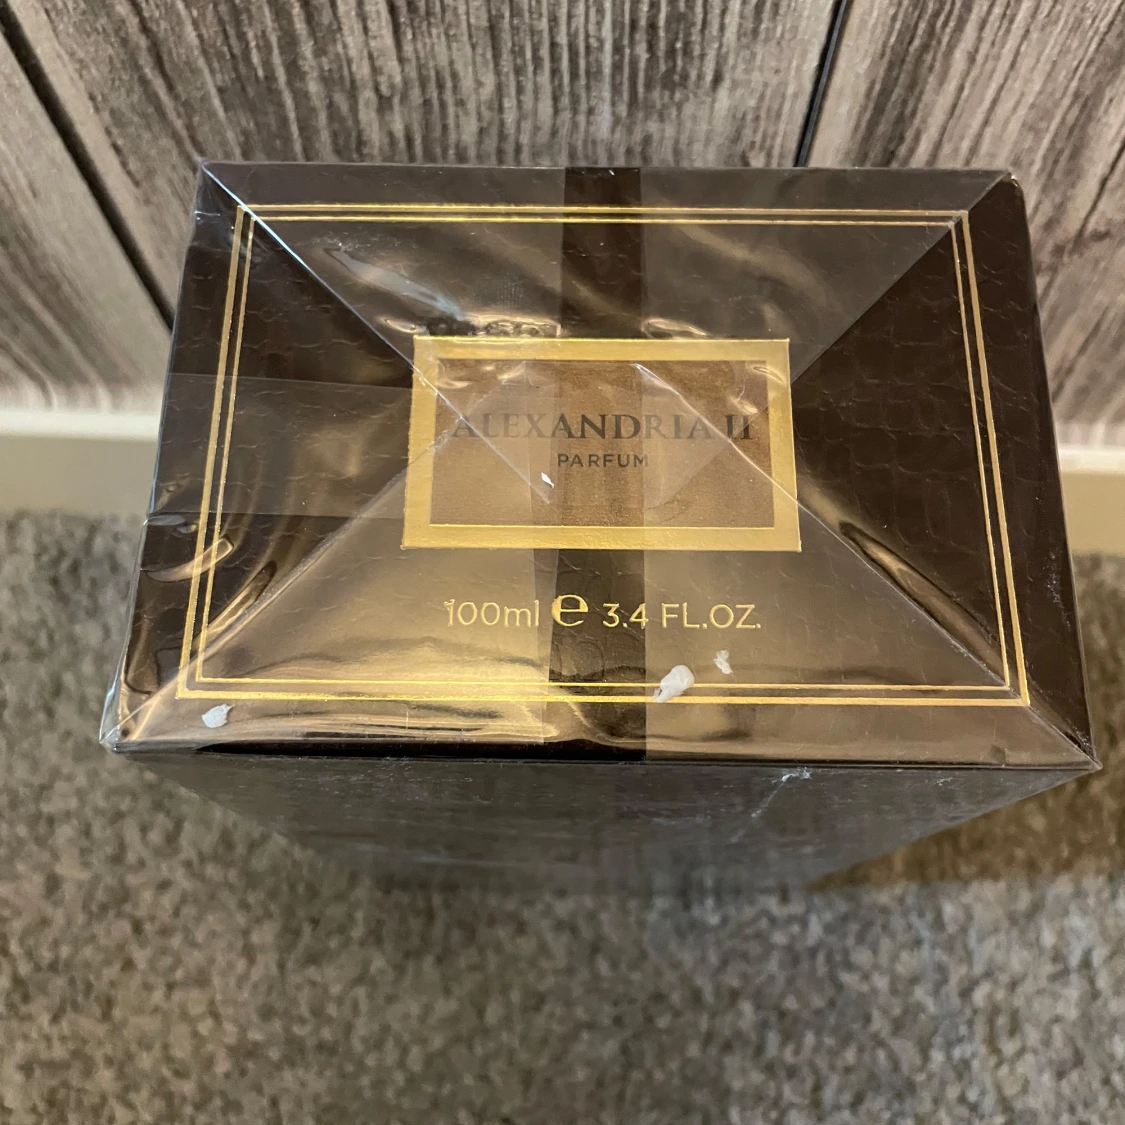 ALEXANDRIA II
PARFUM
100ml e 3.4 FL.OZ.